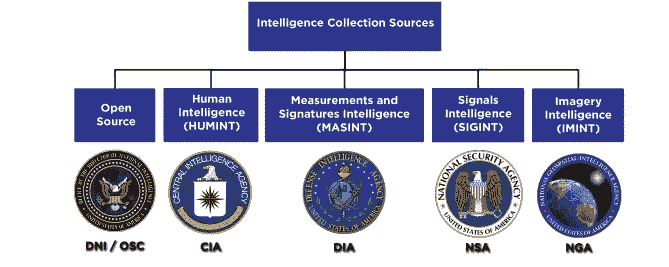 Intelligence Collection Sources
Open
Source
Human
Intelligence
(HUMINT)
Measurements and
Signatures Intelligence
(MASINT)
Signals
Intelligence
(SIGINT)
Imagery
Intelligence
(IMINT)
OFFICE OF THE DIRECTOR OF NATIONAL INTELLIGENCE
UNITED STATES OF AMERICA
CENTRAL INTELLIGENCE AGENCY
UNITED STATES OF AMERICA
DEFENSE INTELLIGENCE AGENCY
UNITED STATES OF AMERICA
NATIONAL SECURITY AGENCY
UNITED STATES OF AMERICA
NATIONAL GEOSPATIAL-INTELLIGENCE AGENCY
UNITED STATES OF AMERICA
DNI / OSC
CIA
DIA
NSA
NGA